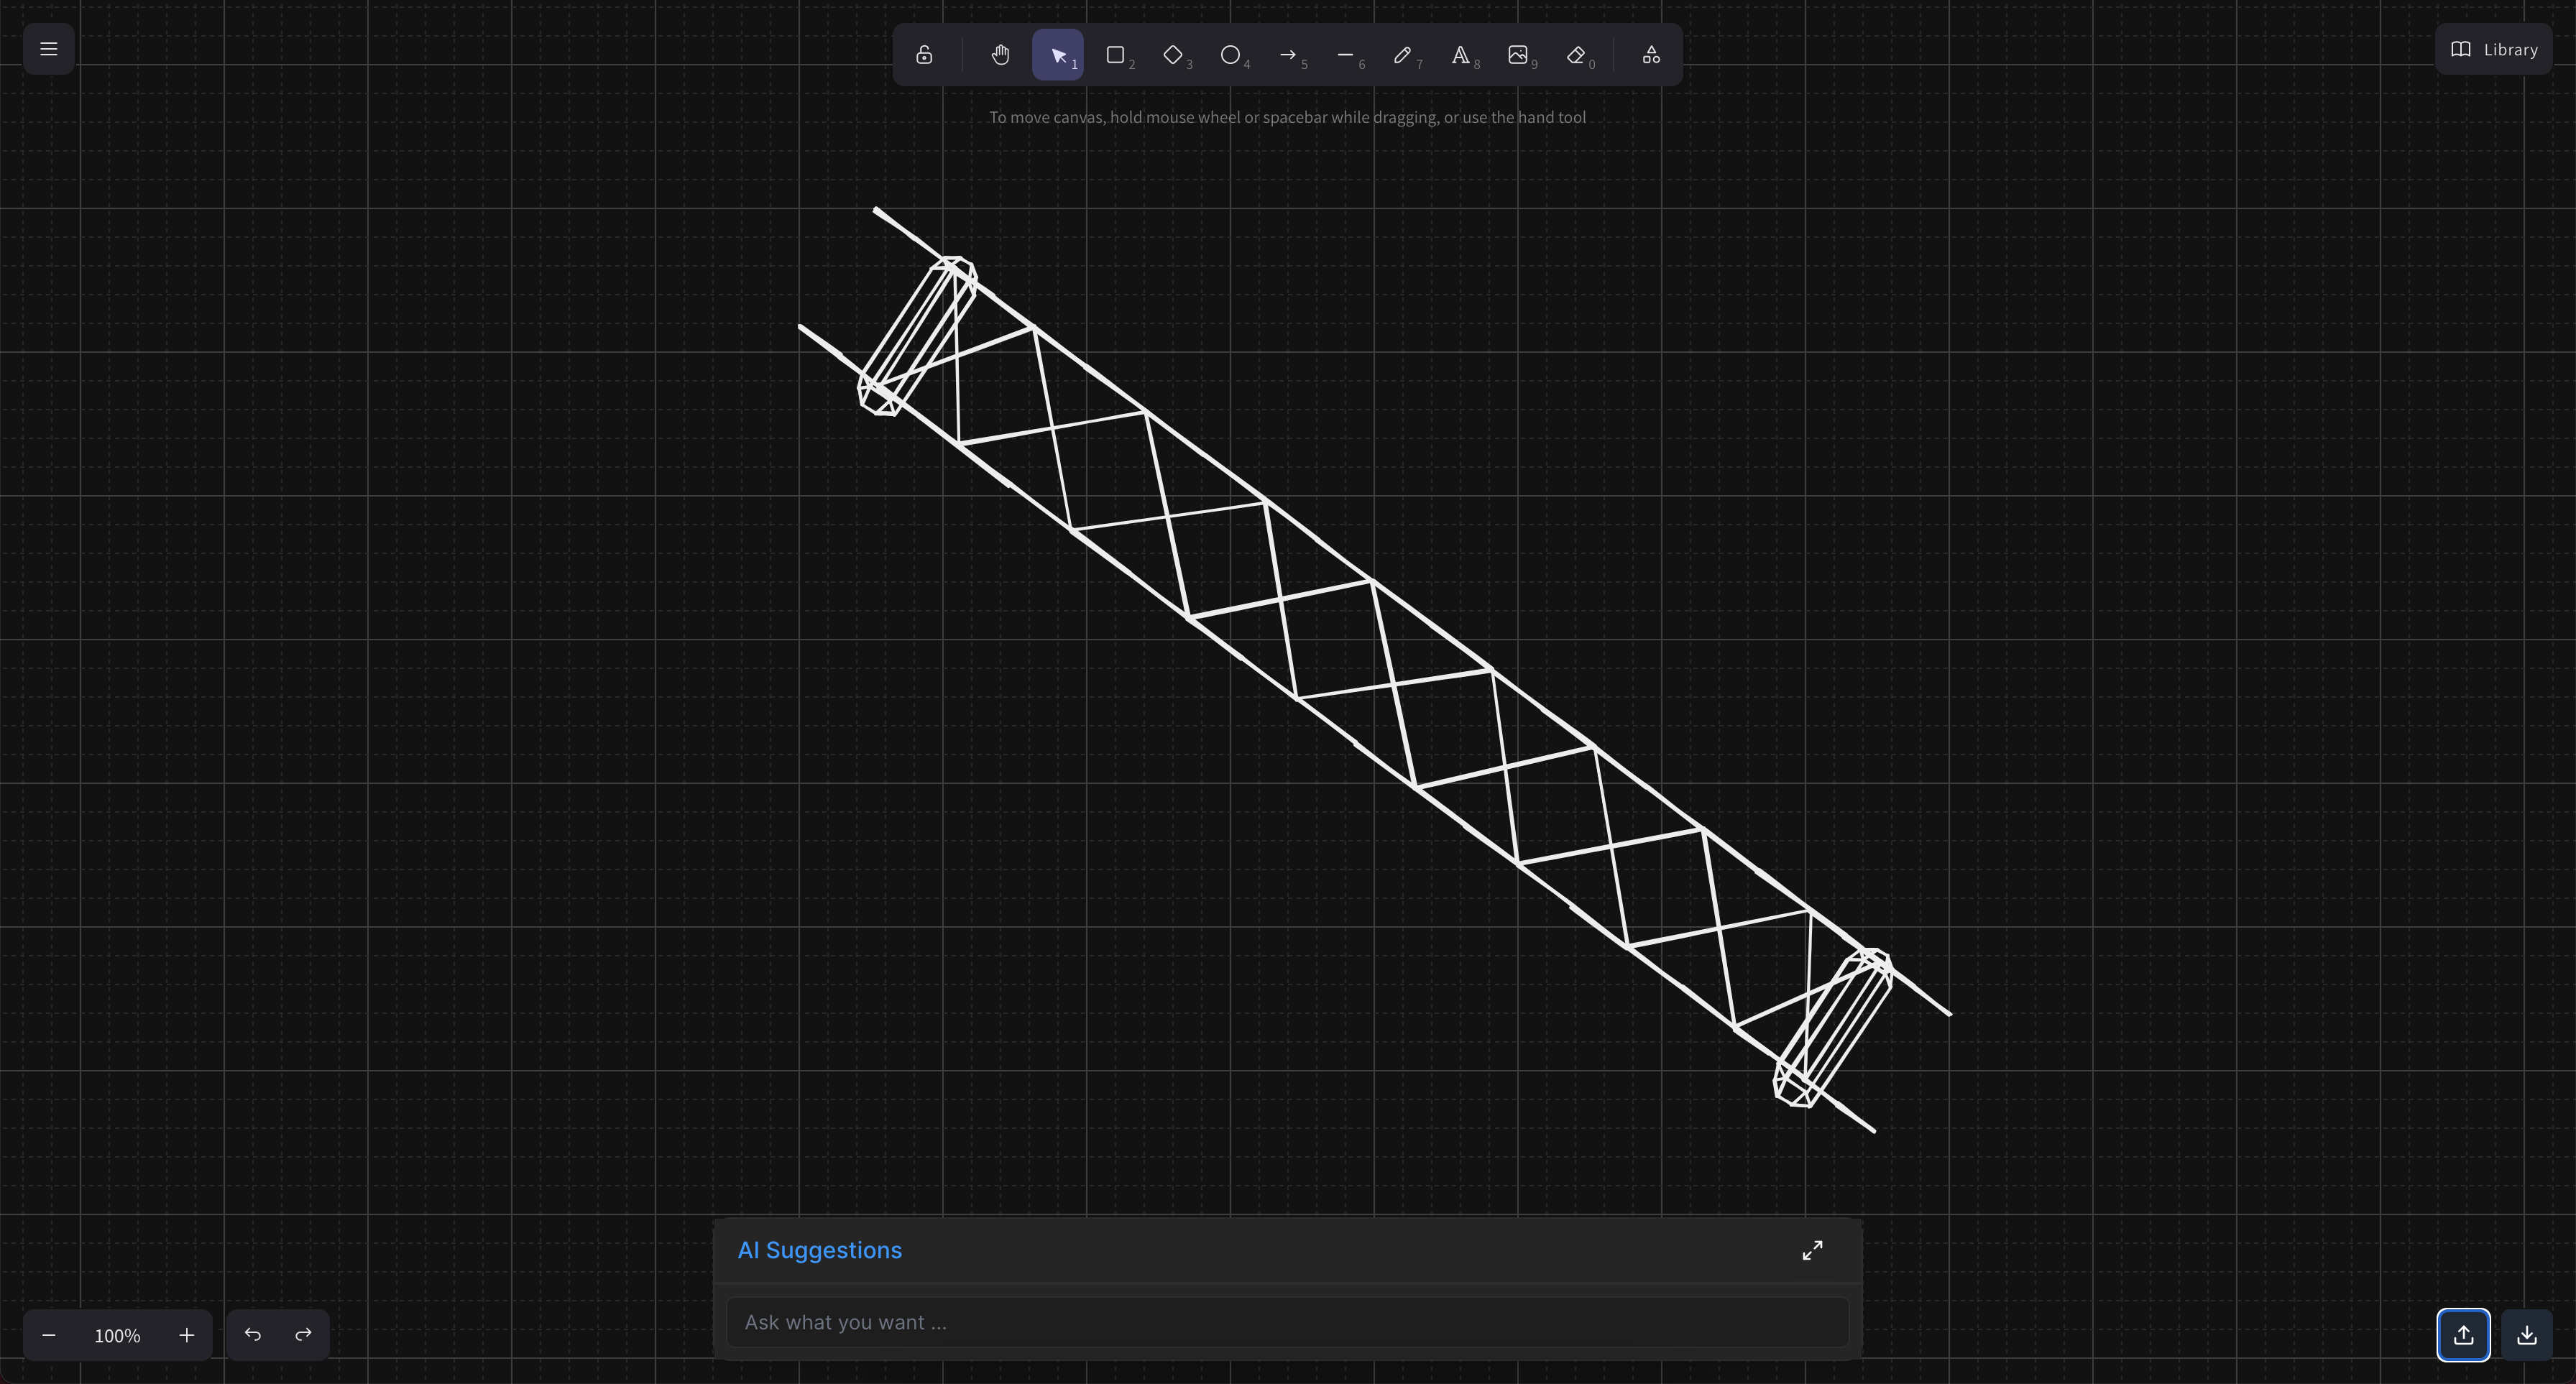 1
2
3
4
5
6
7
8
9
0
Library
To move canvas, hold mouse wheel or spacebar while dragging, or use the hand tool
AI Suggestions
Ask what you want ...
100%